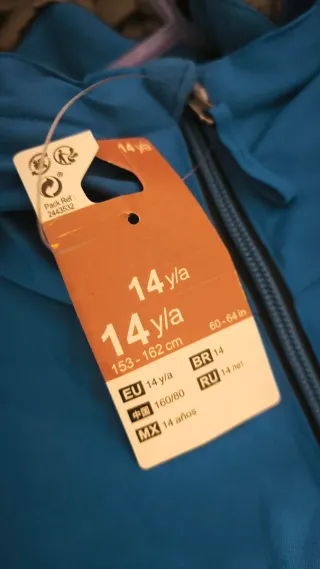 14 y/a
Pack Ref :
2443532
14 y/a
14 y/a
153 - 162 cm
60 - 64 in
EU 14 y/a
BR 14
中国 160/80
RU 14 лет
MX 14 años